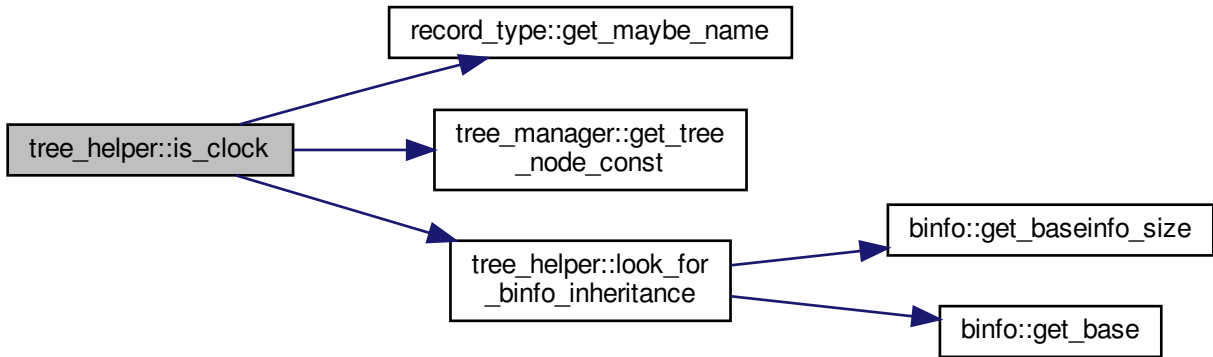 record_type::get_maybe_name
tree_helper::is_clock
tree_manager::get_tree
_node_const
tree_helper::look_for
_binfo_inheritance
binfo::get_baseinfo_size
binfo::get_base